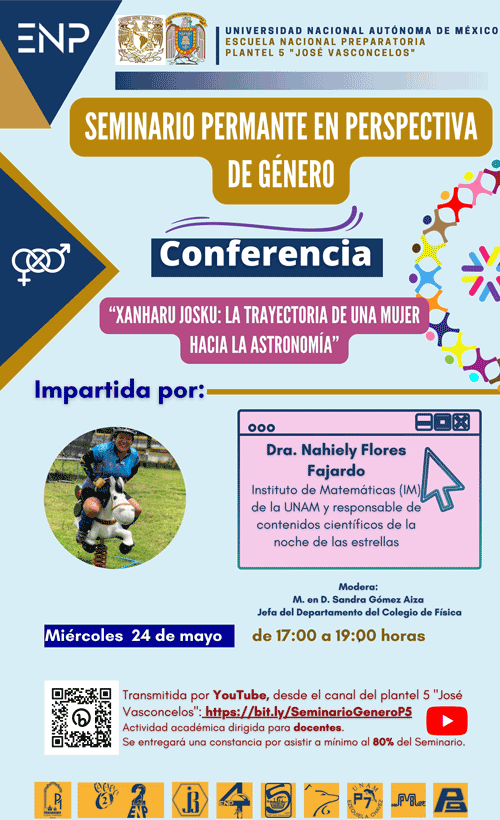 ENP
UNIVERSIDAD NACIONAL AUTÓNOMA DE MÉXICO
ESCUELA NACIONAL PREPARATORIA
PLANTEL 5 "JOSÉ VASCONCELOS"
SEMINARIO PERMANTE EN PERSPECTIVA
DE GÉNERO
Conferencia
“XANHARU JOSKU: LA TRAYECTORIA DE UNA MUJER
HACIA LA ASTRONOMÍA”
Impartida por:
Dra. Nahiely Flores
Fajardo
Instituto de Matemáticas (IM)
de la UNAM y responsable de
contenidos científicos de la
noche de las estrellas
Modera:
M. en D. Sandra Gómez Aiza
Jefa del Departamento del Colegio de Física
Miércoles 24 de mayo de 17:00 a 19:00 horas
Transmitida por YouTube, desde el canal del plantel 5 "José
Vasconcelos": https://bit.ly/SeminarioGeneroP5
Actividad académica dirigida para docentes.
Se entregará una constancia por asistir a mínimo al 80% del Seminario.